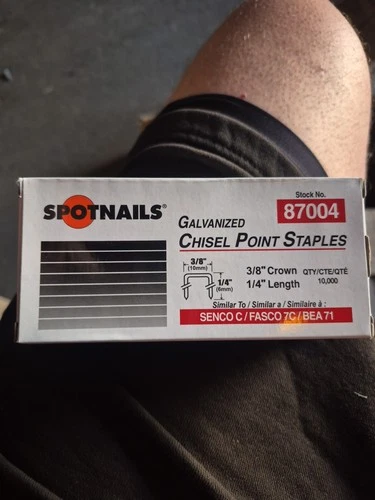 SPOTNAILS®
Stock No.
87004
GALVANIZED
CHISEL POINT STAPLES
3/8"
(10mm)
1/4"
(6mm)
3/8" Crown
1/4" Length
QTY/CTE/QTÉ
10,000
Similar To / Similar a / Similaire à :
SENCO C / FASCO 7C / BEA 71